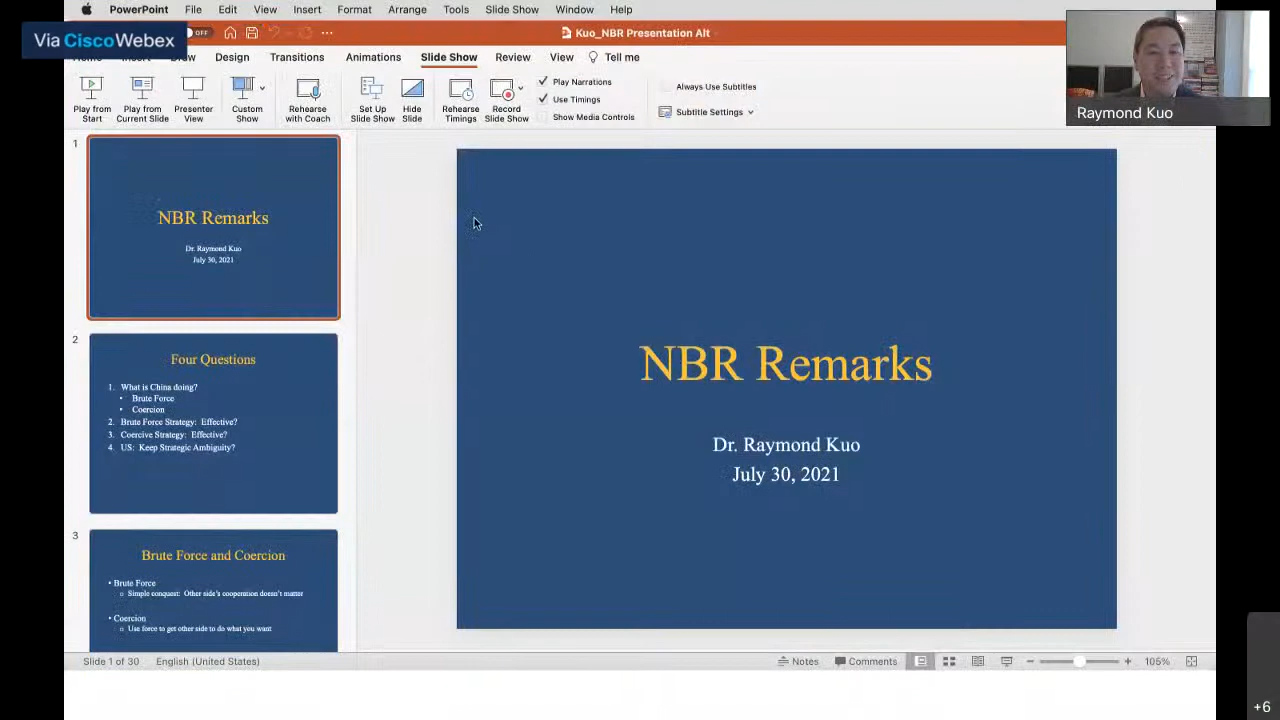 PowerPoint File Edit View Insert Format Arrange Tools Slide Show Window Help
Via CiscoWebex
OFF
Kuo_NBR Presentation Alt
Home Insert Draw Design Transitions Animations Slide Show Review View Tell me
Play from Start
Play from Current Slide
Presenter View
Custom Show
Rehearse with Coach
Set Up Slide Show
Hide Slide
Rehearse Timings
Record Slide Show
Play Narrations
Use Timings
Show Media Controls
Always Use Subtitles
Subtitle Settings
Raymond Kuo
1
NBR Remarks
Dr. Raymond Kuo
July 30, 2021
2
Four Questions
1. What is China doing?
• Brute Force
• Coercion
2. Brute Force Strategy: Effective?
3. Coercive Strategy: Effective?
4. US: Keep Strategic Ambiguity?
3
Brute Force and Coercion
• Brute Force
o Simple conquest: Other side's cooperation doesn't matter
• Coercion
o Use force to get other side to do what you want
NBR Remarks
Dr. Raymond Kuo
July 30, 2021
Slide 1 of 30 English (United States)
Notes Comments 105%
+6